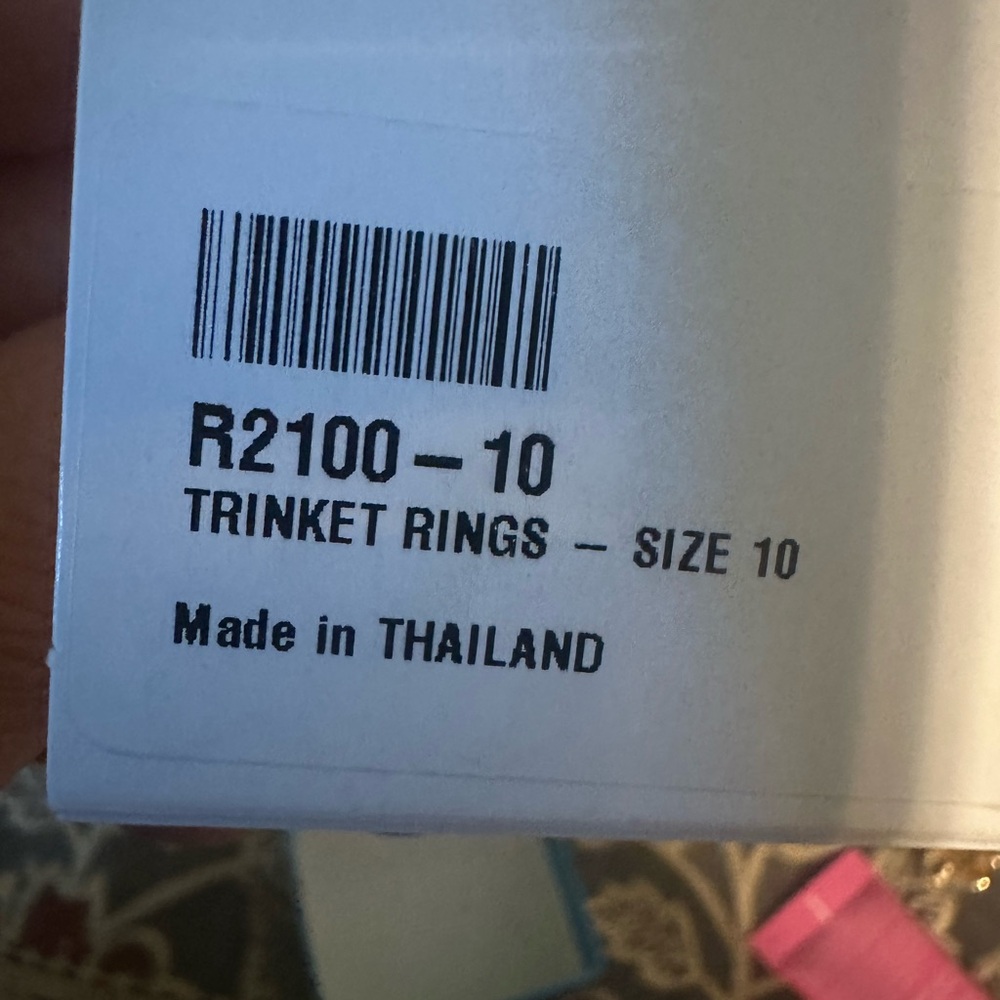 R2100 – 10
TRINKET RINGS – SIZE 10
Made in THAILAND